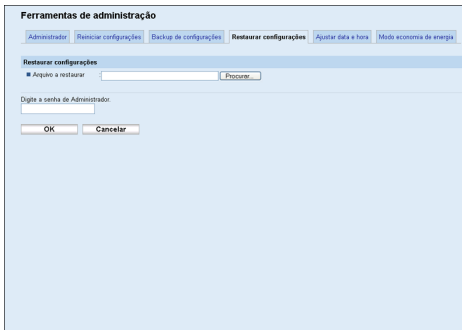 Ferramentas de administração
Administrador Reiniciar configurações Backup de configurações Restaurar configurações Ajustar data e hora Modo economia de energia
Restaurar configurações
Arquivo a restaurar : Procurar...
Digite a senha de Administrador.
OK Cancelar